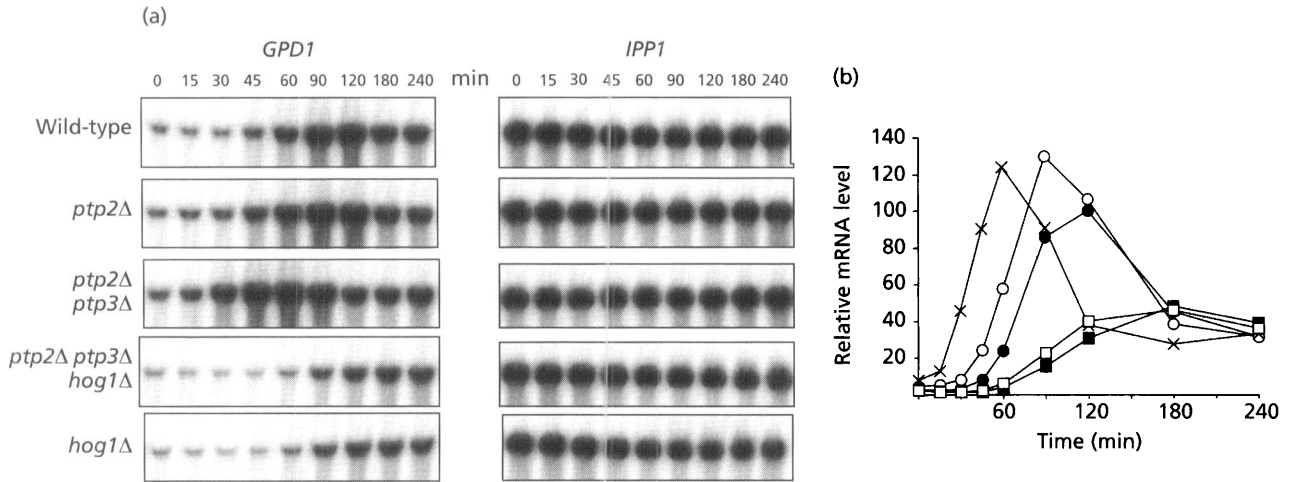 (a)
GPD1
IPP1
0 15 30 45 60 90 120 180 240 min 0 15 30 45 60 90 120 180 240
Wild-type
ptp2Δ
ptp2Δ
ptp3Δ
ptp2Δ ptp3Δ
hog1Δ
hog1Δ
(b)
Relative mRNA level
140
120
100
80
60
40
20
60 120 180 240
Time (min)